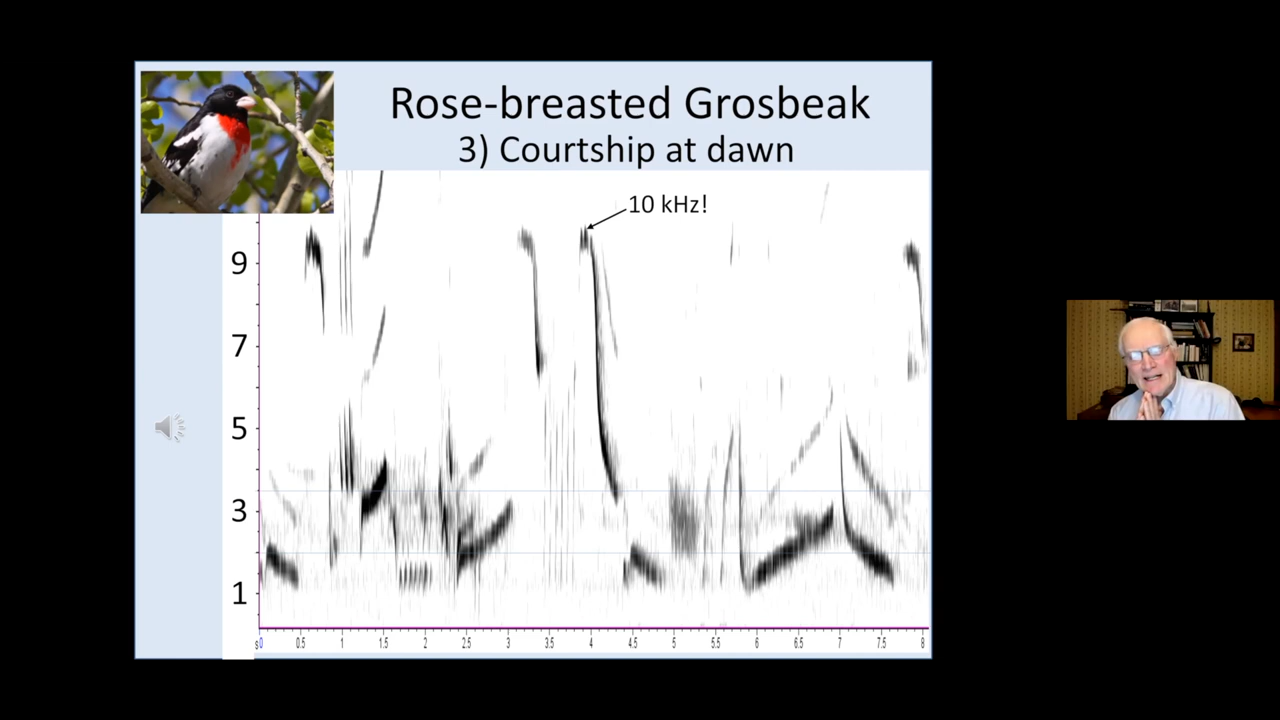 Rose-breasted Grosbeak
3) Courtship at dawn
10 kHz!
9
7
5
3
1
s 0 0.5 1 1.5 2 2.5 3 3.5 4 4.5 5 5.5 6 6.5 7 7.5 8